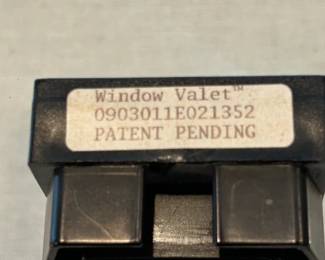 Window Valet™
0903011E021352
PATENT PENDING